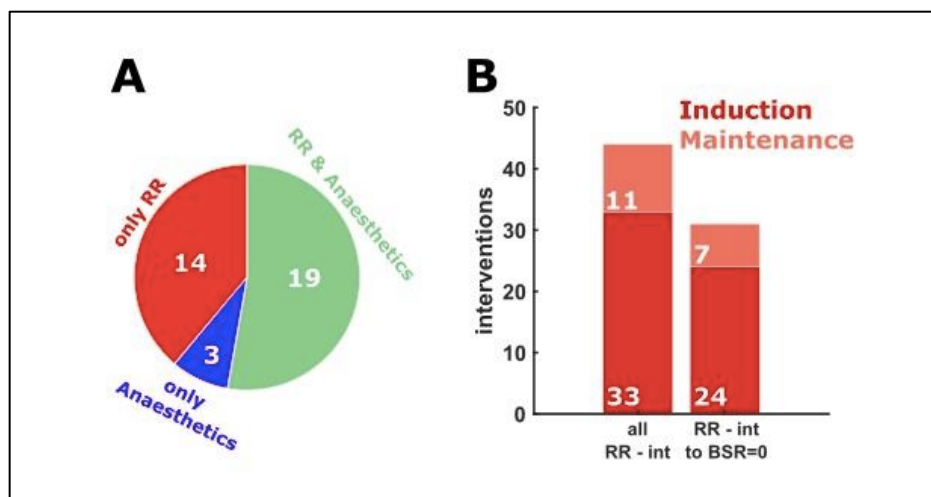 A
only RR
RR & Anaesthetics
14
19
3
only
Anaesthetics
B
Induction
Maintenance
interventions
50
40
30
20
10
0
11
33
7
24
all
RR - int
RR - int
to BSR=0